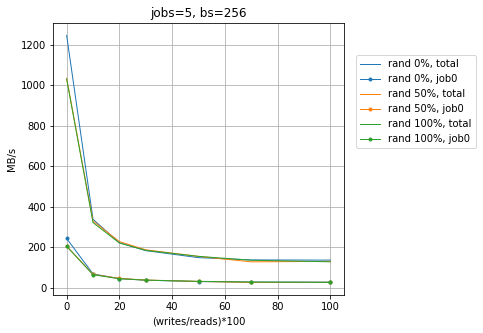 jobs=5, bs=256
1200
1000
800
600
400
200
0
MB/s
0 20 40 60 80 100
(writes/reads)*100
rand 0%, total
rand 0%, job0
rand 50%, total
rand 50%, job0
rand 100%, total
rand 100%, job0